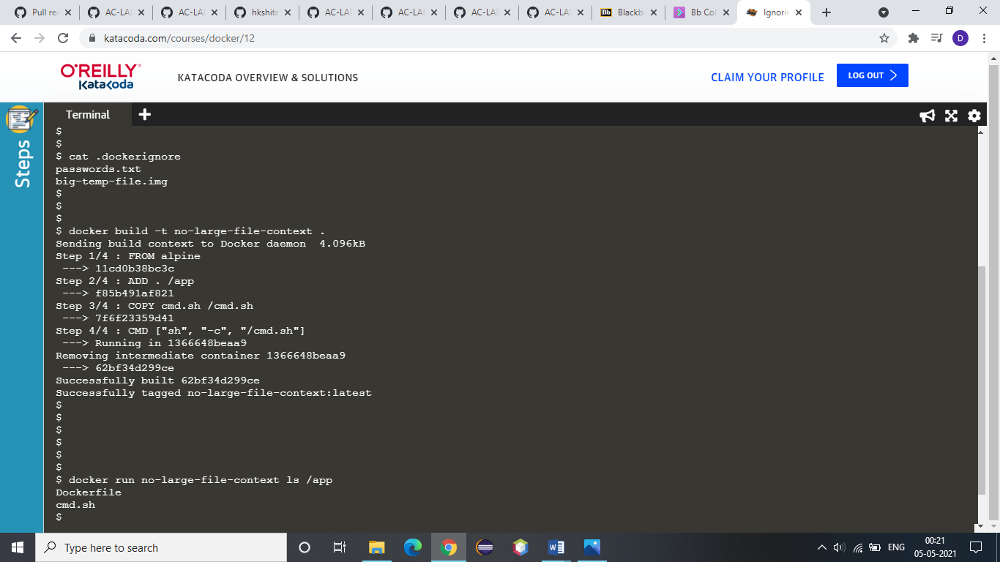 Pull re
AC-LA
AC-LA
hkshite
AC-LA
AC-LA
AC-LA
AC-LA
Bb Blackb
Bb Col
Ignorin
katacoda.com/courses/docker/12
D
O'REILLY®
KataKoda
KATACODA OVERVIEW & SOLUTIONS
CLAIM YOUR PROFILE
LOG OUT
Steps
Terminal
$
$
$ cat .dockerignore
passwords.txt
big-temp-file.img
$
$
$
$ docker build -t no-large-file-context .
Sending build context to Docker daemon  4.096kB
Step 1/4 : FROM alpine
 ---> 11cd0b38bc3c
Step 2/4 : ADD . /app
 ---> f85b491af821
Step 3/4 : COPY cmd.sh /cmd.sh
 ---> 7f6f23359d41
Step 4/4 : CMD ["sh", "-c", "/cmd.sh"]
 ---> Running in 1366648beaa9
Removing intermediate container 1366648beaa9
 ---> 62bf34d299ce
Successfully built 62bf34d299ce
Successfully tagged no-large-file-context:latest
$
$
$
$
$
$
$ docker run no-large-file-context ls /app
Dockerfile
cmd.sh
$
Type here to search
ENG
00:21
05-05-2021